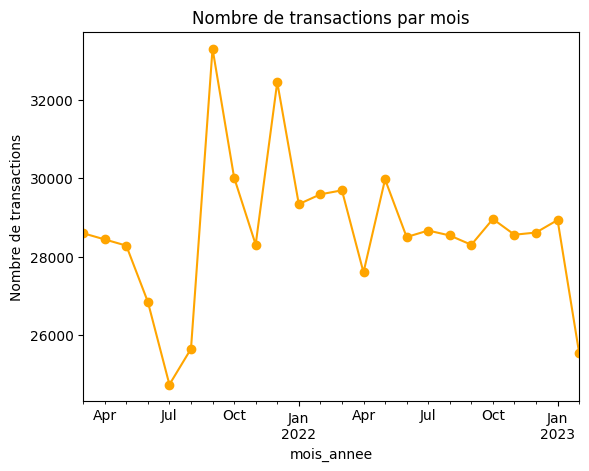 Nombre de transactions par mois
Nombre de transactions
32000
30000
28000
26000
Apr
Jul
Oct
Jan
2022
Apr
Jul
Oct
Jan
2023
mois_annee